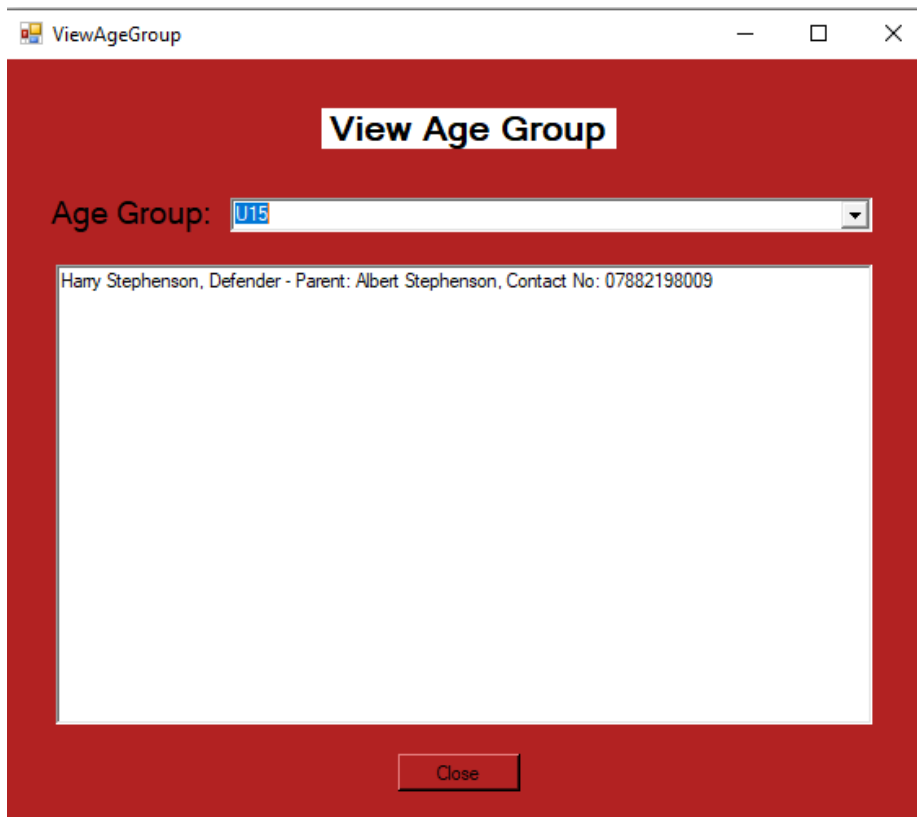 ViewAgeGroup
View Age Group
Age Group: U15
Harry Stephenson, Defender - Parent: Albert Stephenson, Contact No: 07882198009
Close